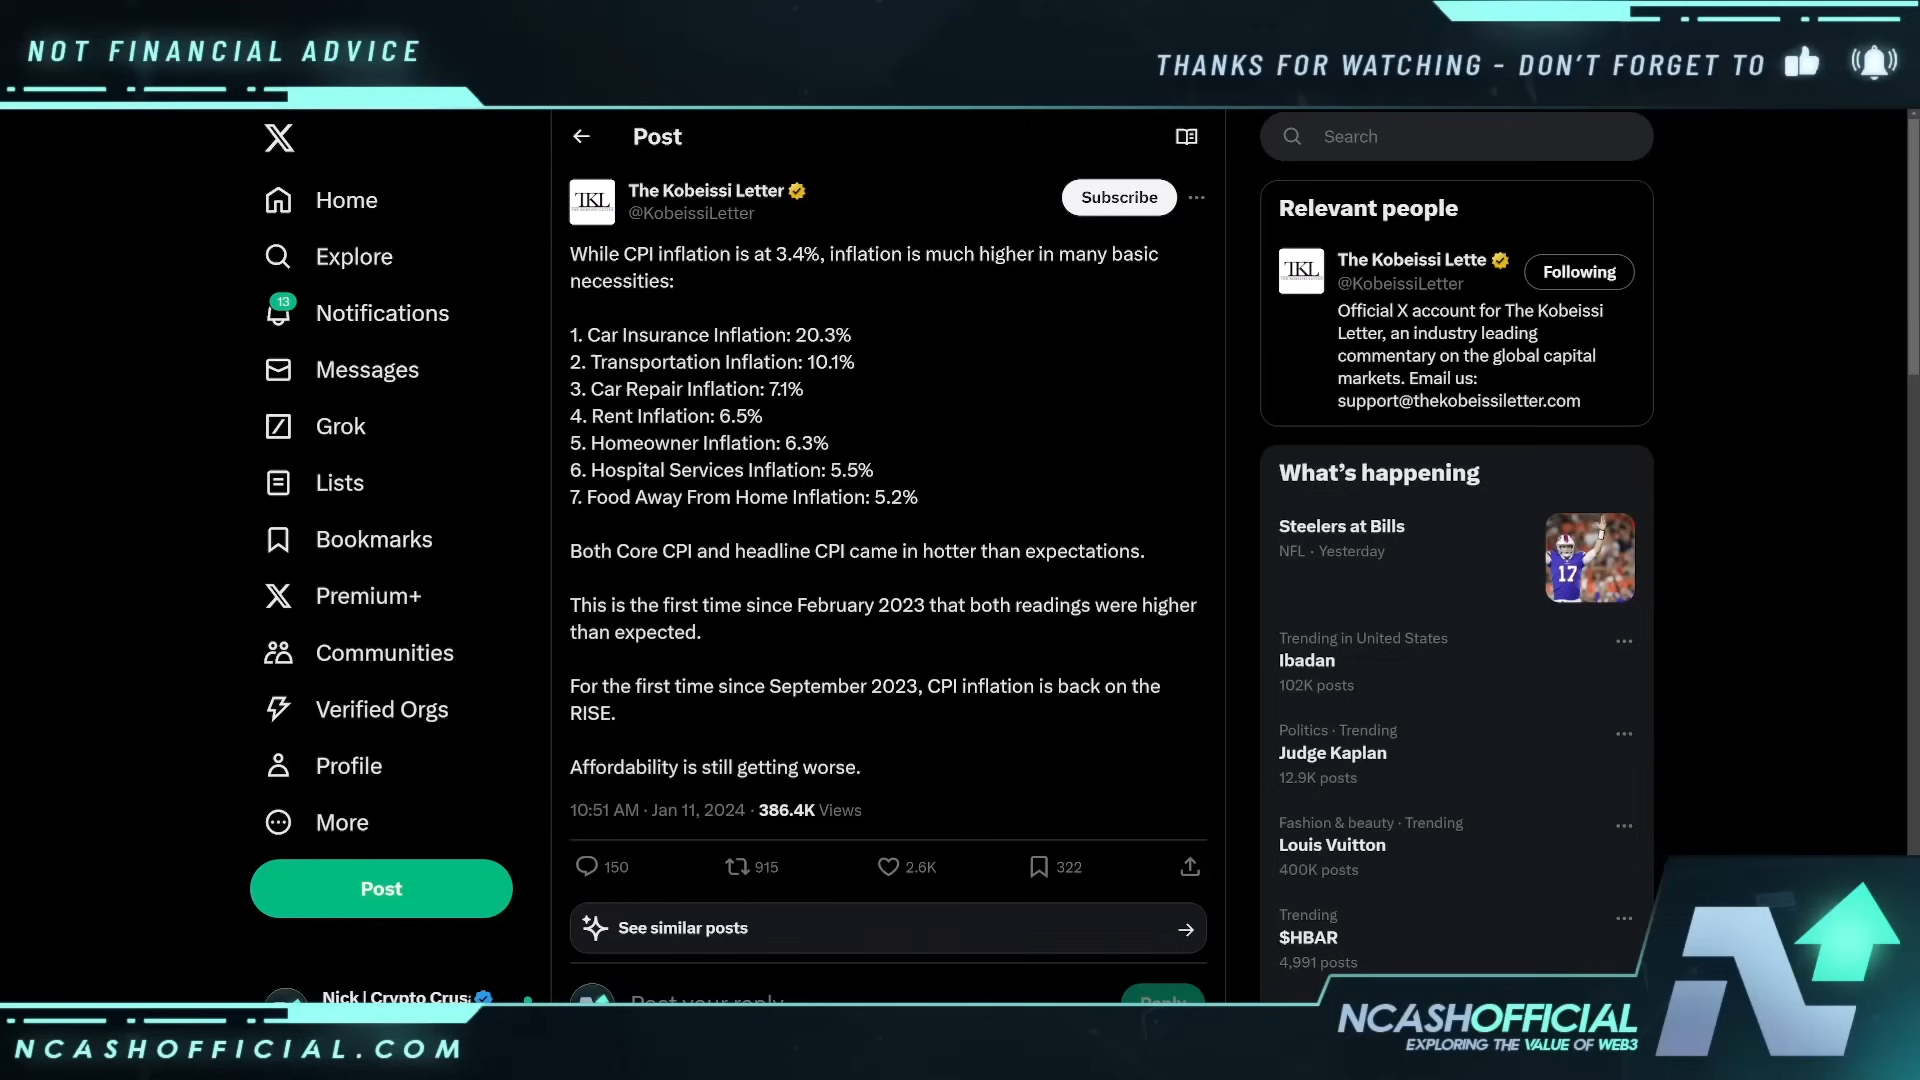 NOT FINANCIAL ADVICE
THANKS FOR WATCHING - DON'T FORGET TO
X
Home
Explore
13
Notifications
Messages
Grok
Lists
Bookmarks
Premium+
Communities
Verified Orgs
Profile
More
Post
Nick | Crypto Crus
Post
TKL
The Kobeissi Letter
@KobeissiLetter
Subscribe
While CPI inflation is at 3.4%, inflation is much higher in many basic
necessities:
1. Car Insurance Inflation: 20.3%
2. Transportation Inflation: 10.1%
3. Car Repair Inflation: 7.1%
4. Rent Inflation: 6.5%
5. Homeowner Inflation: 6.3%
6. Hospital Services Inflation: 5.5%
7. Food Away From Home Inflation: 5.2%
Both Core CPI and headline CPI came in hotter than expectations.
This is the first time since February 2023 that both readings were higher
than expected.
For the first time since September 2023, CPI inflation is back on the
RISE.
Affordability is still getting worse.
10:51 AM · Jan 11, 2024 · 386.4K Views
150
915
2.6K
322
See similar posts
Post your reply
Reply
Search
Relevant people
TKL
The Kobeissi Lette
@KobeissiLetter
Following
Official X account for The Kobeissi
Letter, an industry leading
commentary on the global capital
markets. Email us:
support@thekobeissiletter.com
What's happening
Steelers at Bills
NFL · Yesterday
17
Trending in United States
Ibadan
102K posts
Politics · Trending
Judge Kaplan
12.9K posts
Fashion & beauty · Trending
Louis Vuitton
400K posts
Trending
$HBAR
4,991 posts
NCASHOFFICIAL.COM
NCASHOFFICIAL
EXPLORING THE VALUE OF WEB3